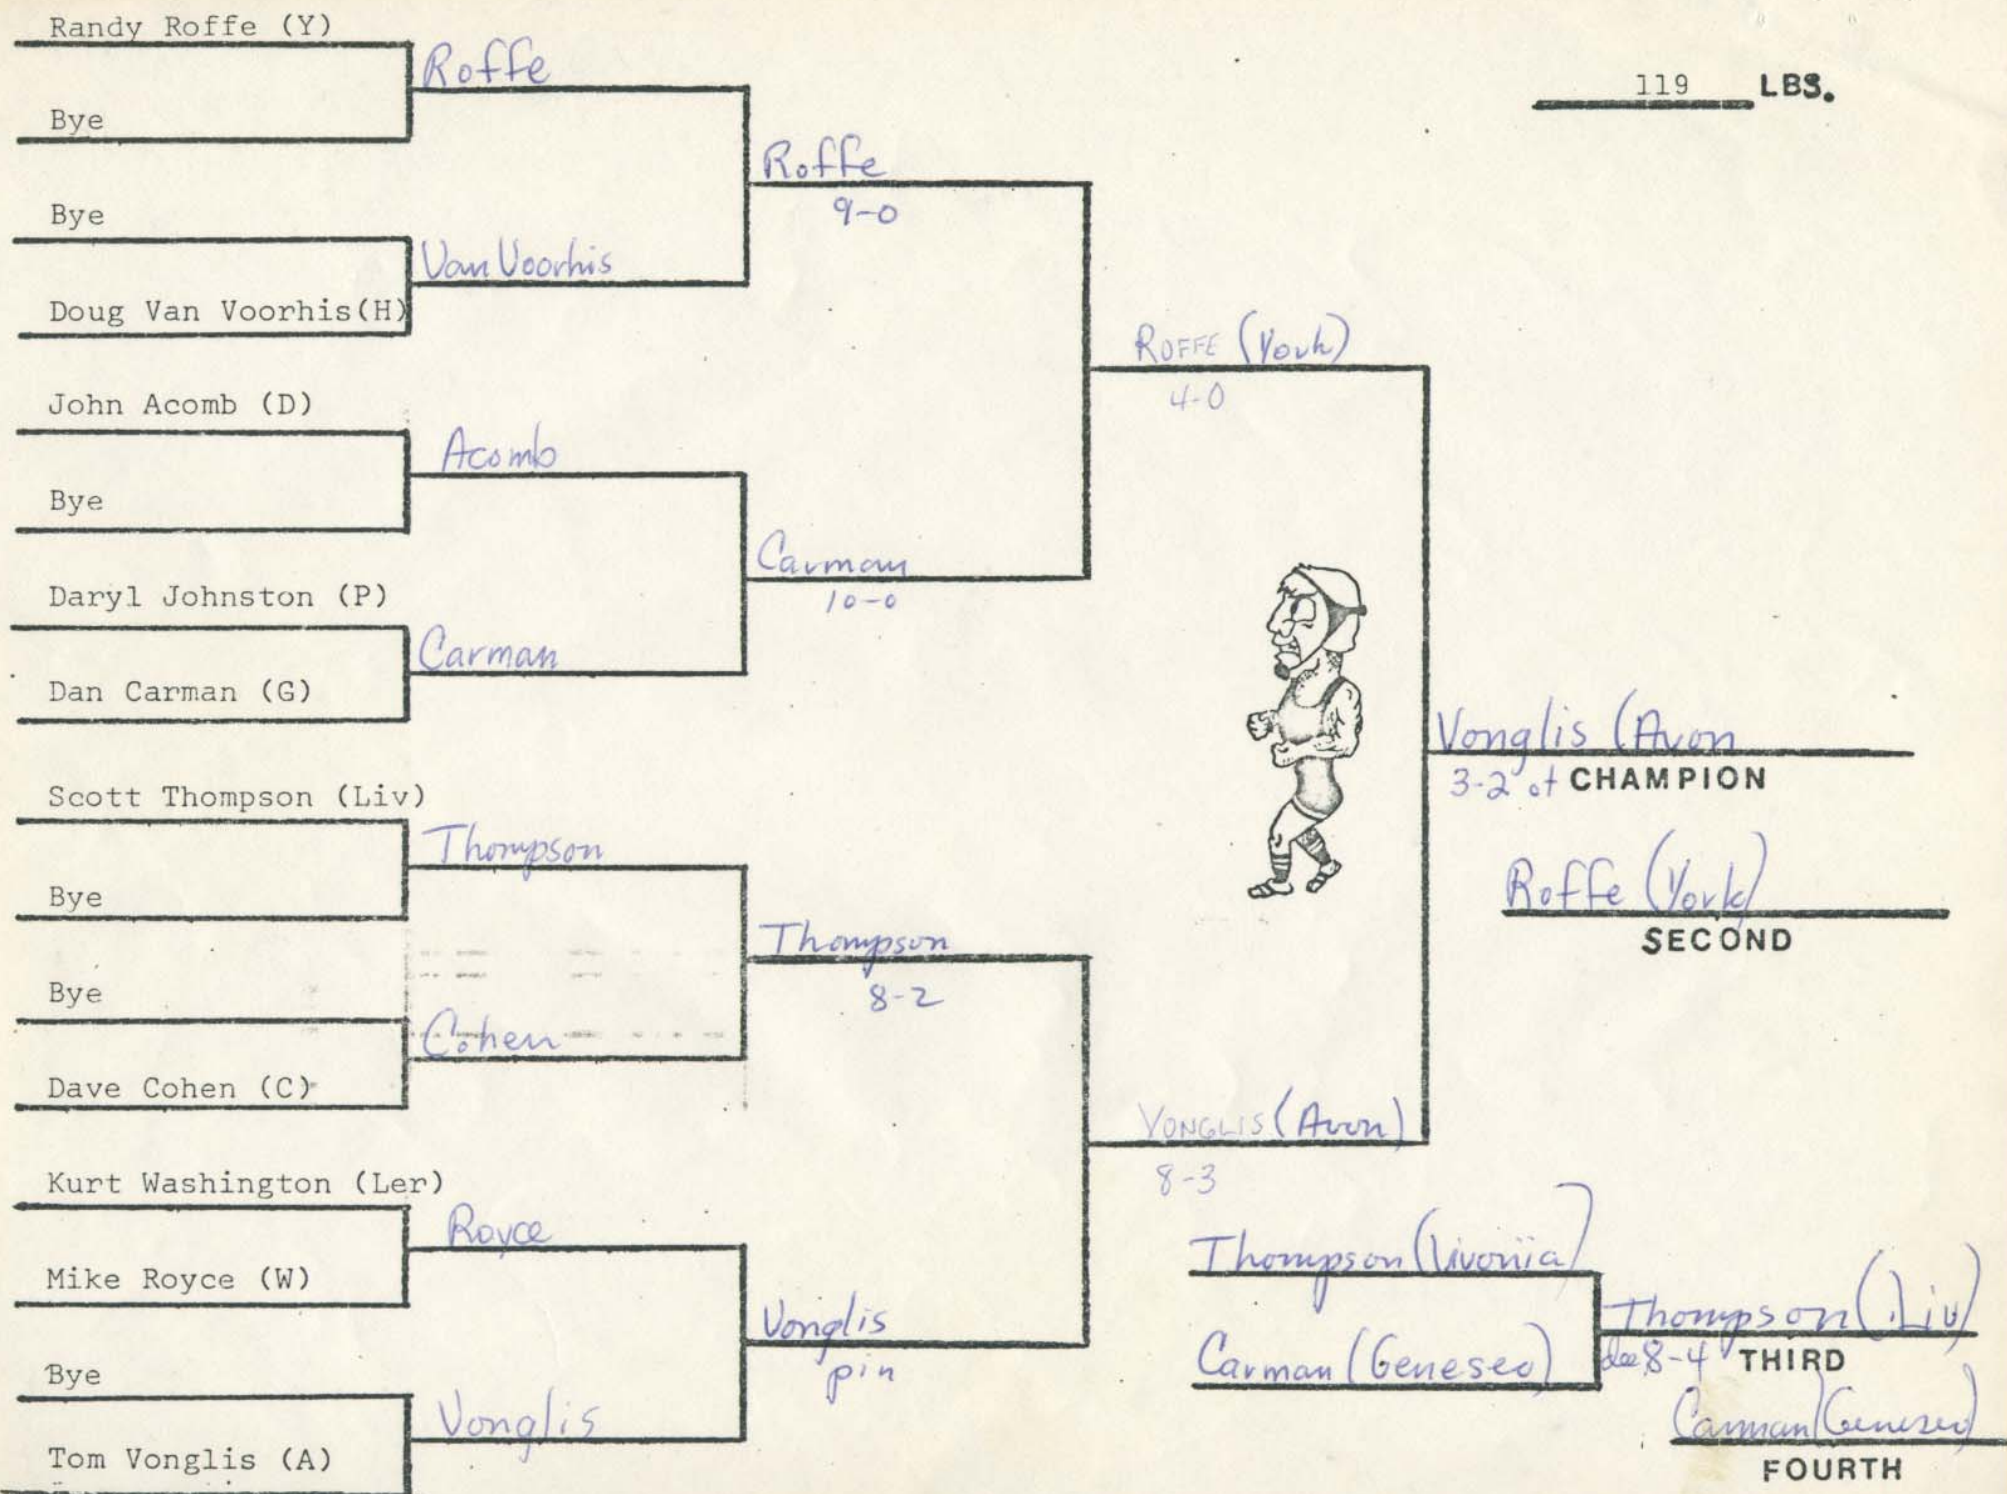 Randy Roffe (Y)
Bye
Bye
Doug Van Voorhis(H)
John Acomb (D)
Bye
Daryl Johnston (P)
Dan Carman (G)
Scott Thompson (Liv)
Bye
Bye
Dave Cohen (C)
Kurt Washington (Ler)
Mike Royce (W)
Bye
Tom Vonglis (A)
Roffe
Van Voorhis
Acomb
Carman
Thompson
Cohen
Royce
Vonglis
Roffe
9-0
Carman
10-0
Thompson
8-2
Vonglis
pin
ROFFE (York)
4-0
VONGLIS (Avon)
8-3
119 LBS.
Vonglis (Avon
3-2 ot CHAMPION
Roffe (York)
SECOND
Thompson (Livonia)
Carman (Geneseo)
Thompson (Liv)
dec 8-4 THIRD
Carman (Geneseo)
FOURTH